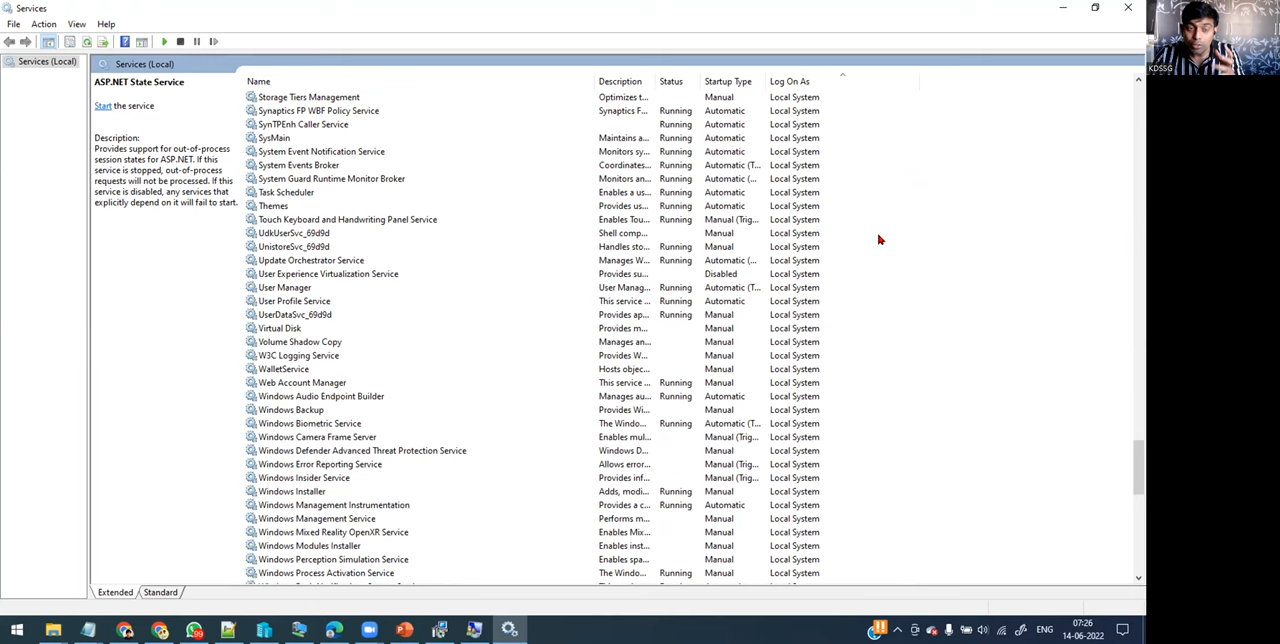 Services
File Action View Help
Services (Local)
Services (Local)
ASP.NET State Service
Start the service
Description:
Provides support for out-of-process
session states for ASP.NET. If this
service is stopped, out-of-process
requests will not be processed. If this
service is disabled, any services that
explicitly depend on it will fail to start.
Name Description Status Startup Type Log On As
Storage Tiers Management Optimizes t... Manual Local System
Synaptics FP WBF Policy Service Synaptics F... Running Automatic Local System
SynTPEnh Caller Service Running Automatic Local System
SysMain Maintains a... Running Automatic Local System
System Event Notification Service Monitors sy... Running Automatic Local System
System Events Broker Coordinates... Running Automatic (T... Local System
System Guard Runtime Monitor Broker Monitors an... Running Automatic (... Local System
Task Scheduler Enables a us... Running Automatic Local System
Themes Provides us... Running Automatic Local System
Touch Keyboard and Handwriting Panel Service Enables Tou... Running Manual (Trig... Local System
UdkUserSvc_69d9d Shell comp... Manual Local System
UnistoreSvc_69d9d Handles sto... Running Manual Local System
Update Orchestrator Service Manages W... Running Automatic (... Local System
User Experience Virtualization Service Provides su... Disabled Local System
User Manager User Manag... Running Automatic (T... Local System
User Profile Service This service ... Running Automatic Local System
UserDataSvc_69d9d Provides ap... Running Manual Local System
Virtual Disk Provides m... Manual Local System
Volume Shadow Copy Manages an... Manual Local System
W3C Logging Service Provides W... Manual Local System
WalletService Hosts objec... Manual Local System
Web Account Manager This service ... Running Manual Local System
Windows Audio Endpoint Builder Manages au... Running Automatic Local System
Windows Backup Provides Wi... Manual Local System
Windows Biometric Service The Windo... Running Automatic (T... Local System
Windows Camera Frame Server Enables mul... Manual (Trig... Local System
Windows Defender Advanced Threat Protection Service Windows D... Manual Local System
Windows Error Reporting Service Allows error... Manual (Trig... Local System
Windows Insider Service Provides inf... Manual (Trig... Local System
Windows Installer Adds, modi... Running Manual Local System
Windows Management Instrumentation Provides a c... Running Automatic Local System
Windows Management Service Performs m... Manual Local System
Windows Mixed Reality OpenXR Service Enables Mix... Manual Local System
Windows Modules Installer Enables inst... Manual Local System
Windows Perception Simulation Service Enables spa... Manual Local System
Windows Process Activation Service The Windo... Running Manual Local System
Extended Standard
KDSSG
99
ENG
07:26
14-06-2022